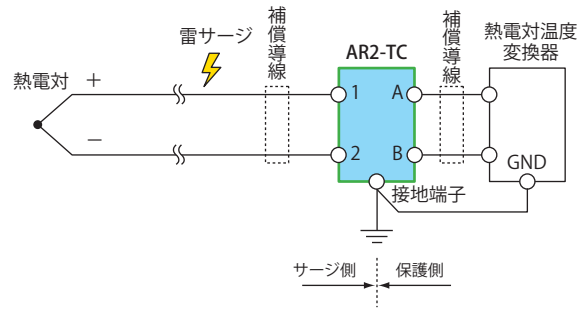 雷サージ
補償導線
AR2-TC
補償導線
熱電対温度
変換器
熱電対
+
1
A
−
2
B
GND
接地端子
サージ側
保護側